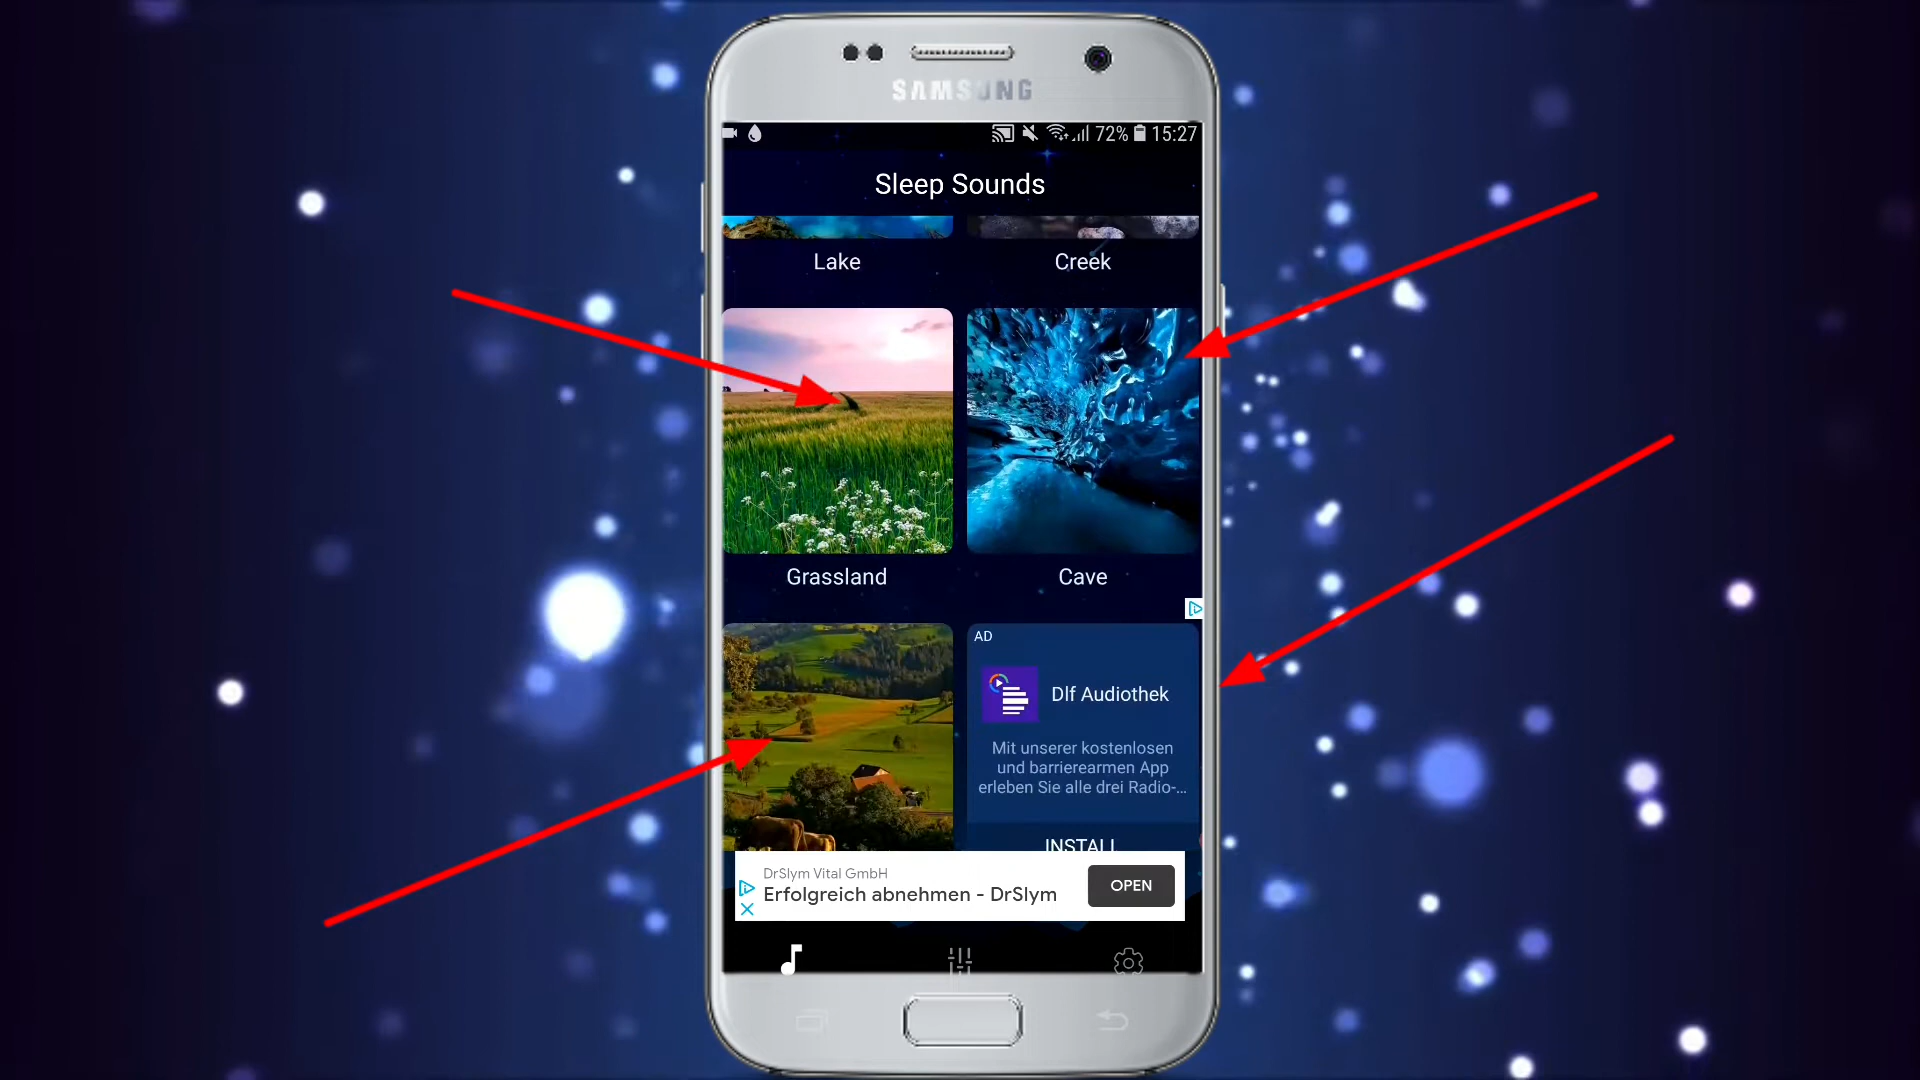 SAMSUNG
72% 15:27
Sleep Sounds
Lake
Creek
Grassland
Cave
AD
Dlf Audiothek
Mit unserer kostenlosen
und barrierearmen App
erleben Sie alle drei Radio-...
INSTALL
DrSlym Vital GmbH
Erfolgreich abnehmen - DrSlym
OPEN